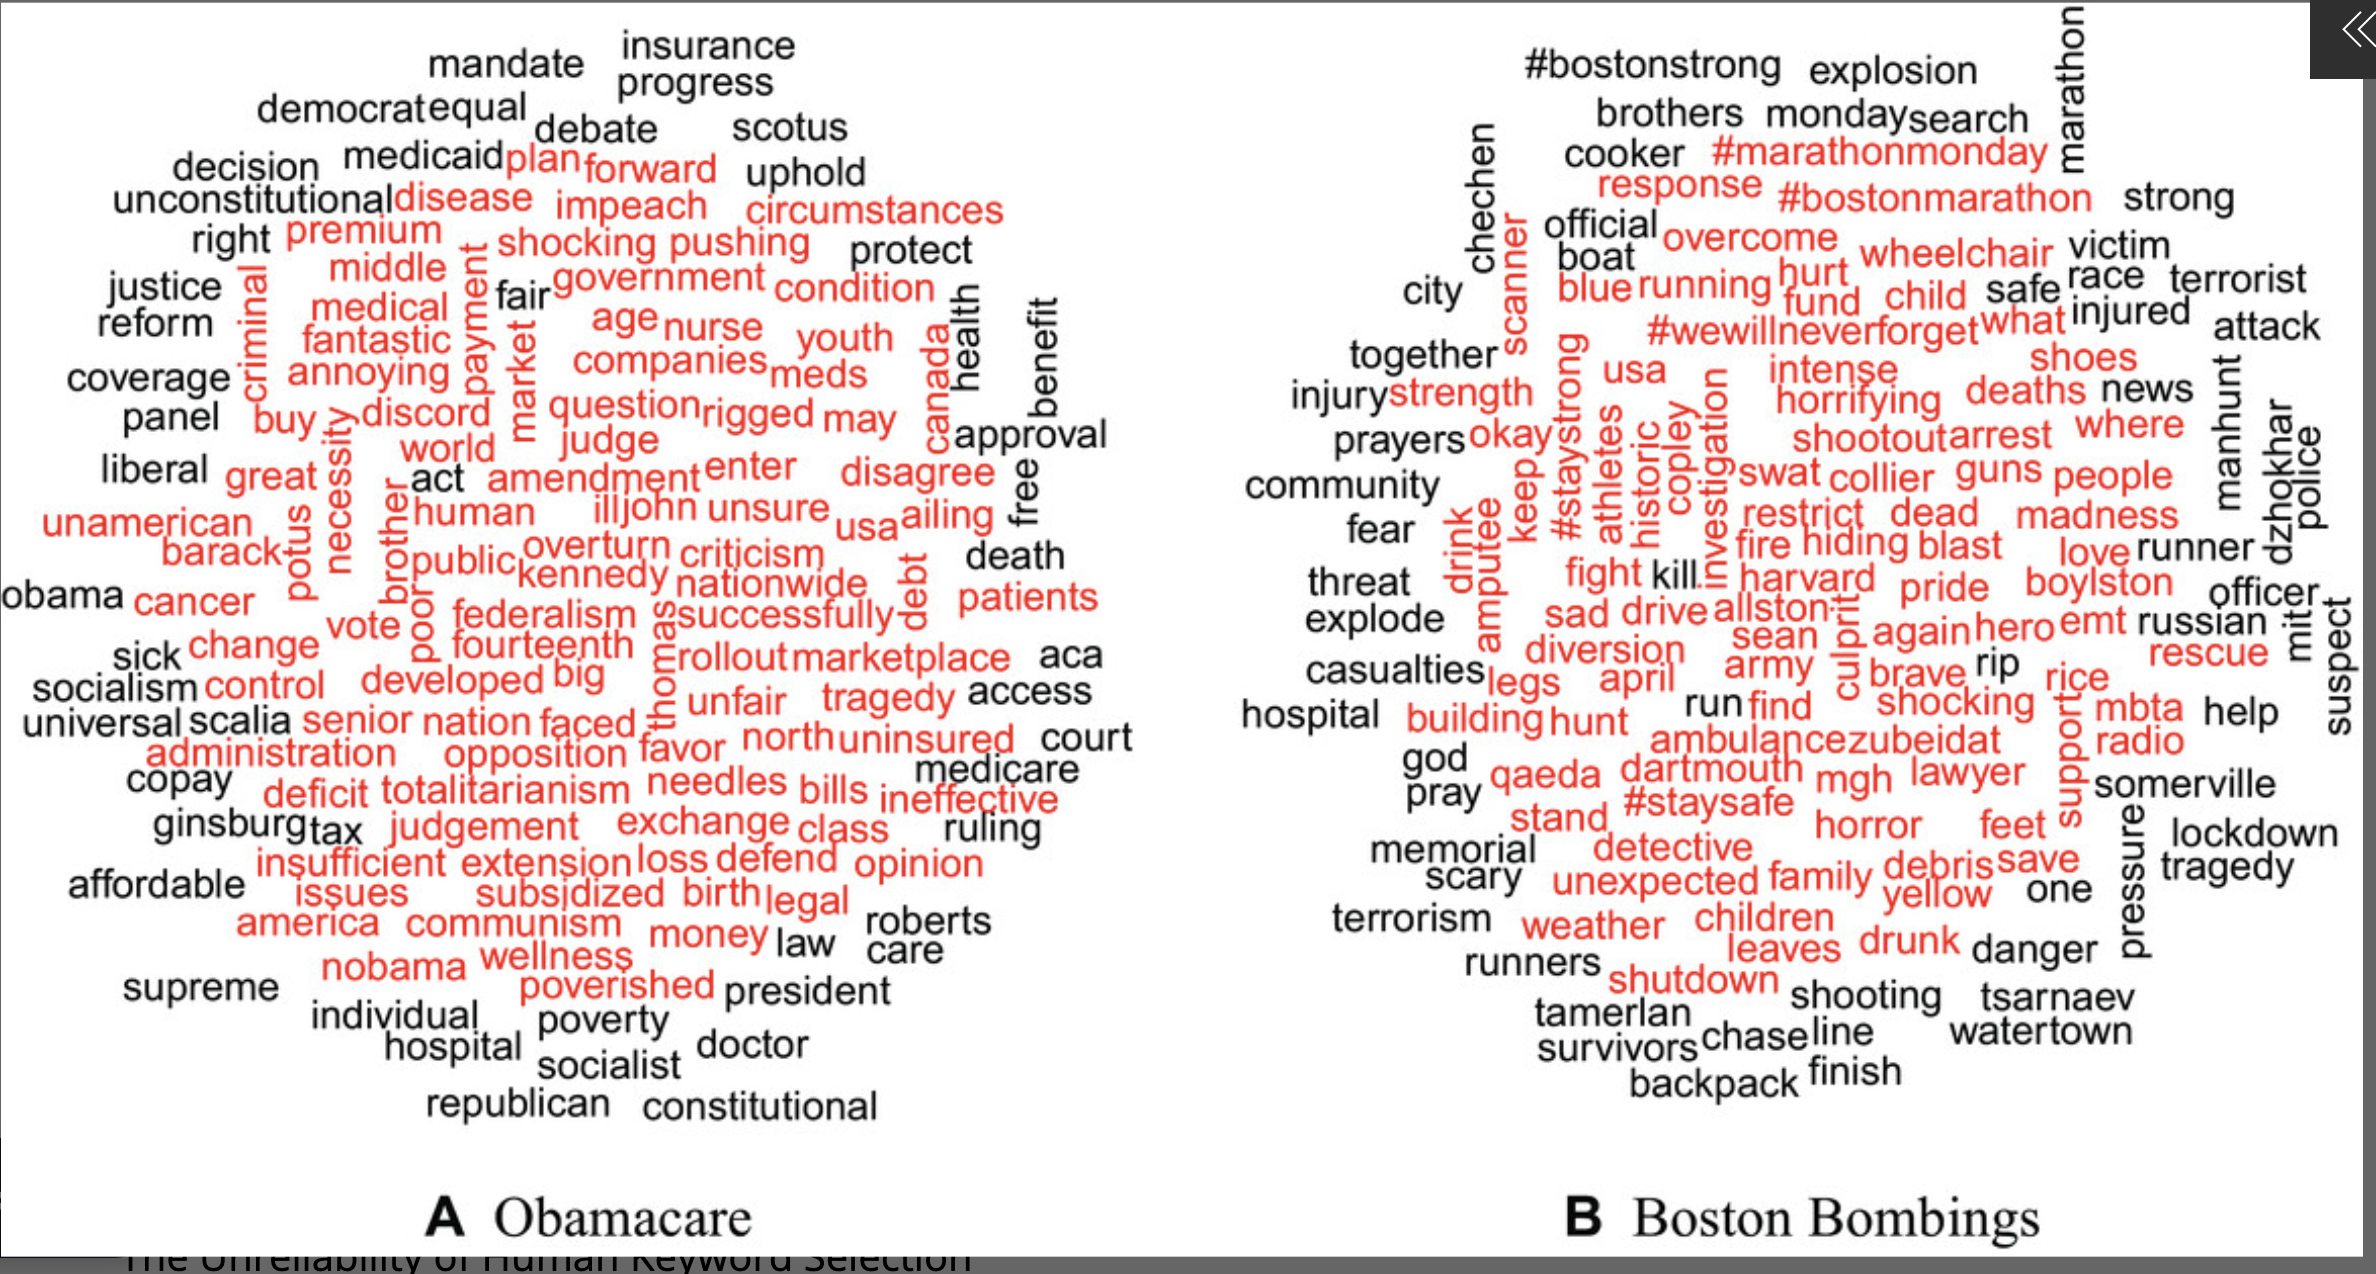 mandate insurance
progress
democrat equal
debate scotus
decision medicaid plan forward uphold
unconstitutional disease impeach circumstances
right premium shocking pushing protect
justice criminal middle payment fair government condition health benefit
reform medical market age nurse youth canada
fantastic companies meds
coverage annoying
panel buy necessity discord question rigged may approval
world judge
liberal great brother act amendment enter disagree free
unamerican potus human ill john unsure usa ailing
barack public overturn criticism death
obama cancer poor kennedy nationwide debt patients
vote federalism thomas successfully
sick change fourteenth rollout marketplace aca
socialism control developed big unfair tragedy access
universal scalia senior nation faced north uninsured court
administration opposition favor medicare
copay deficit totalitarianism needles bills ineffective
ginsburg tax judgement exchange class ruling
insufficient extension loss defend opinion
affordable issues subsidized birth legal
america communism money law roberts
nobama wellness care
supreme poverished president
individual poverty
hospital socialist doctor
republican constitutional
A Obamacare
#bostonstrong explosion marathon
brothers monday search
chechen cooker #marathonmonday
response #bostonmarathon strong
scanner official overcome wheelchair victim
boat hurt race terrorist
city blue running fund child safe injured
#wewillneverforget what attack
together #staystrong usa intense shoes manhunt
injury strength athletes historic copley investigation horrifying deaths news dzhokhar
prayers okay shootout arrest where police
community keep swat collier guns people
fear drink amputee restrict dead madness
fire hiding blast love runner
threat fight kill harvard pride boylston officer
explode sad drive allston culprit again hero emt russian mit suspect
diversion sean rescue
casualties legs april army brave rip rice
hospital building hunt run find shocking support mbta help
ambulance zubeidat radio
god qaeda dartmouth mgh lawyer somerville
pray stand #staysafe pressure
horror feet lockdown
memorial detective debris save tragedy
scary unexpected family yellow one
terrorism weather children
leaves drunk danger
runners shutdown
shooting tsarnaev
tamerlan chase line watertown
survivors
backpack finish
B Boston Bombings
The Unreliability of Human Keyword Selection